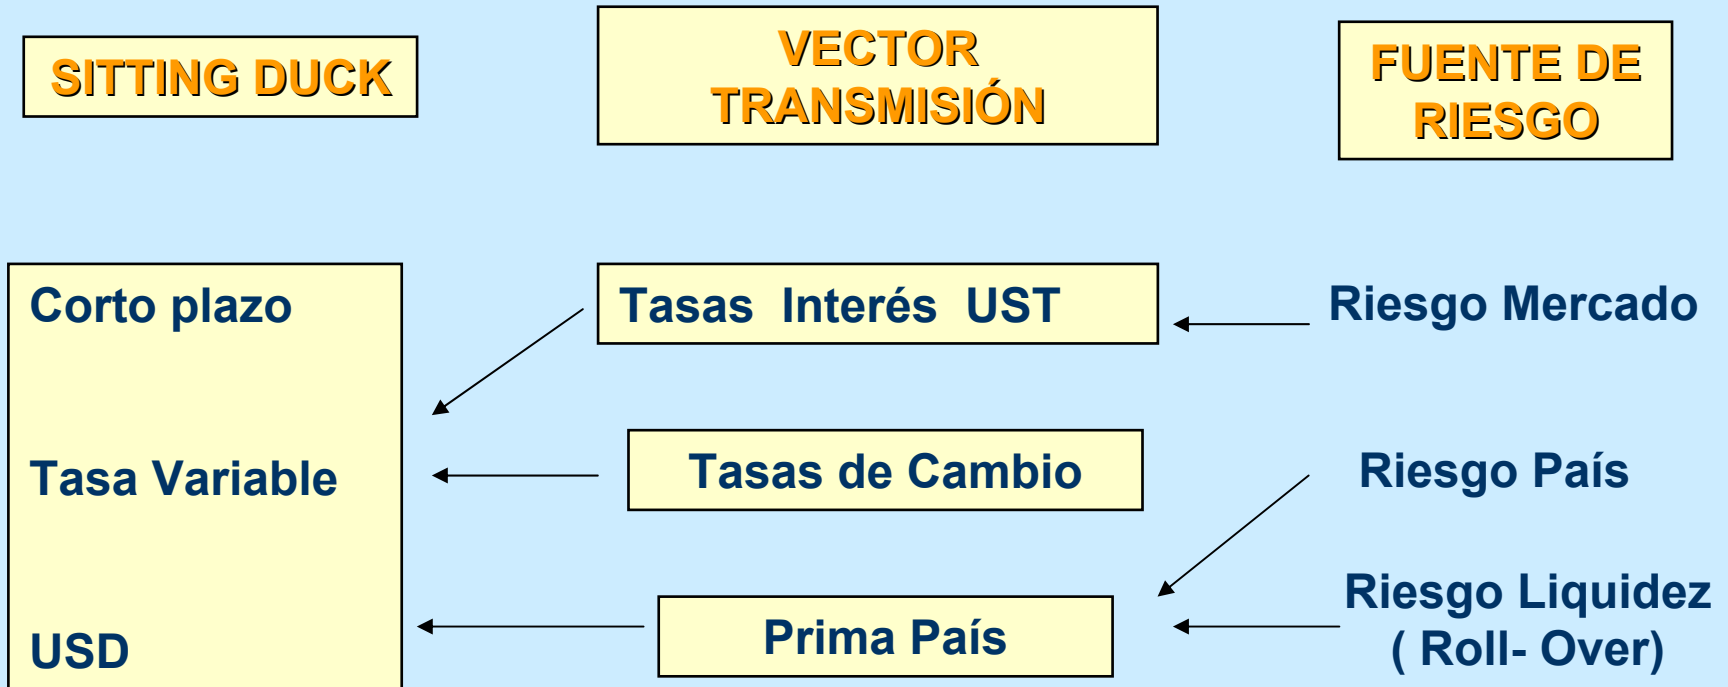 SITTING DUCK
VECTOR
TRANSMISIÓN
FUENTE DE
RIESGO
Corto plazo
Tasas Interés UST
Riesgo Mercado
Tasa Variable
Tasas de Cambio
Riesgo País
USD
Prima País
Riesgo Liquidez
( Roll- Over)